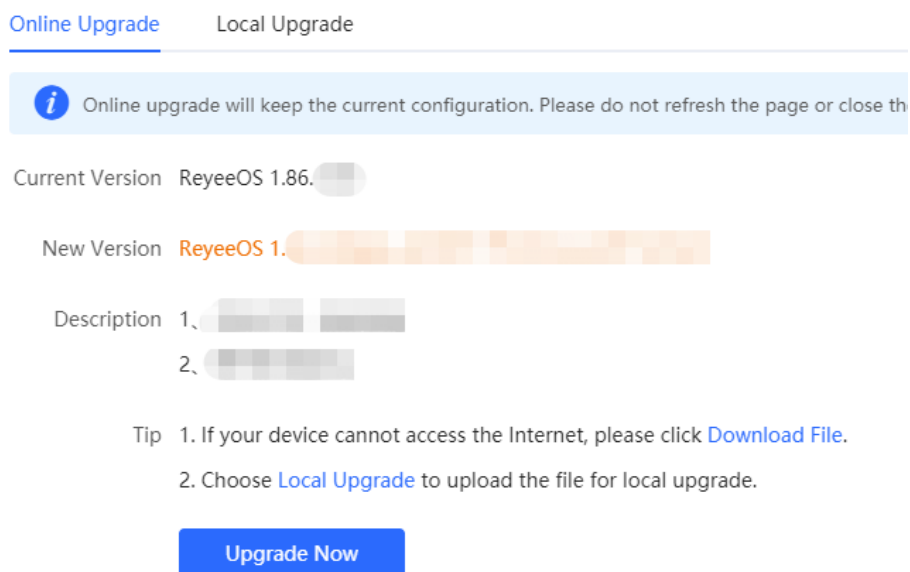 Online Upgrade Local Upgrade
Online upgrade will keep the current configuration. Please do not refresh the page or close
Current Version ReyeeOS 1.86.
New Version ReyeeOS 1.
Description 1、
2、
Tip 1. If your device cannot access the Internet, please click Download File.
2. Choose Local Upgrade to upload the file for local upgrade.
Upgrade Now